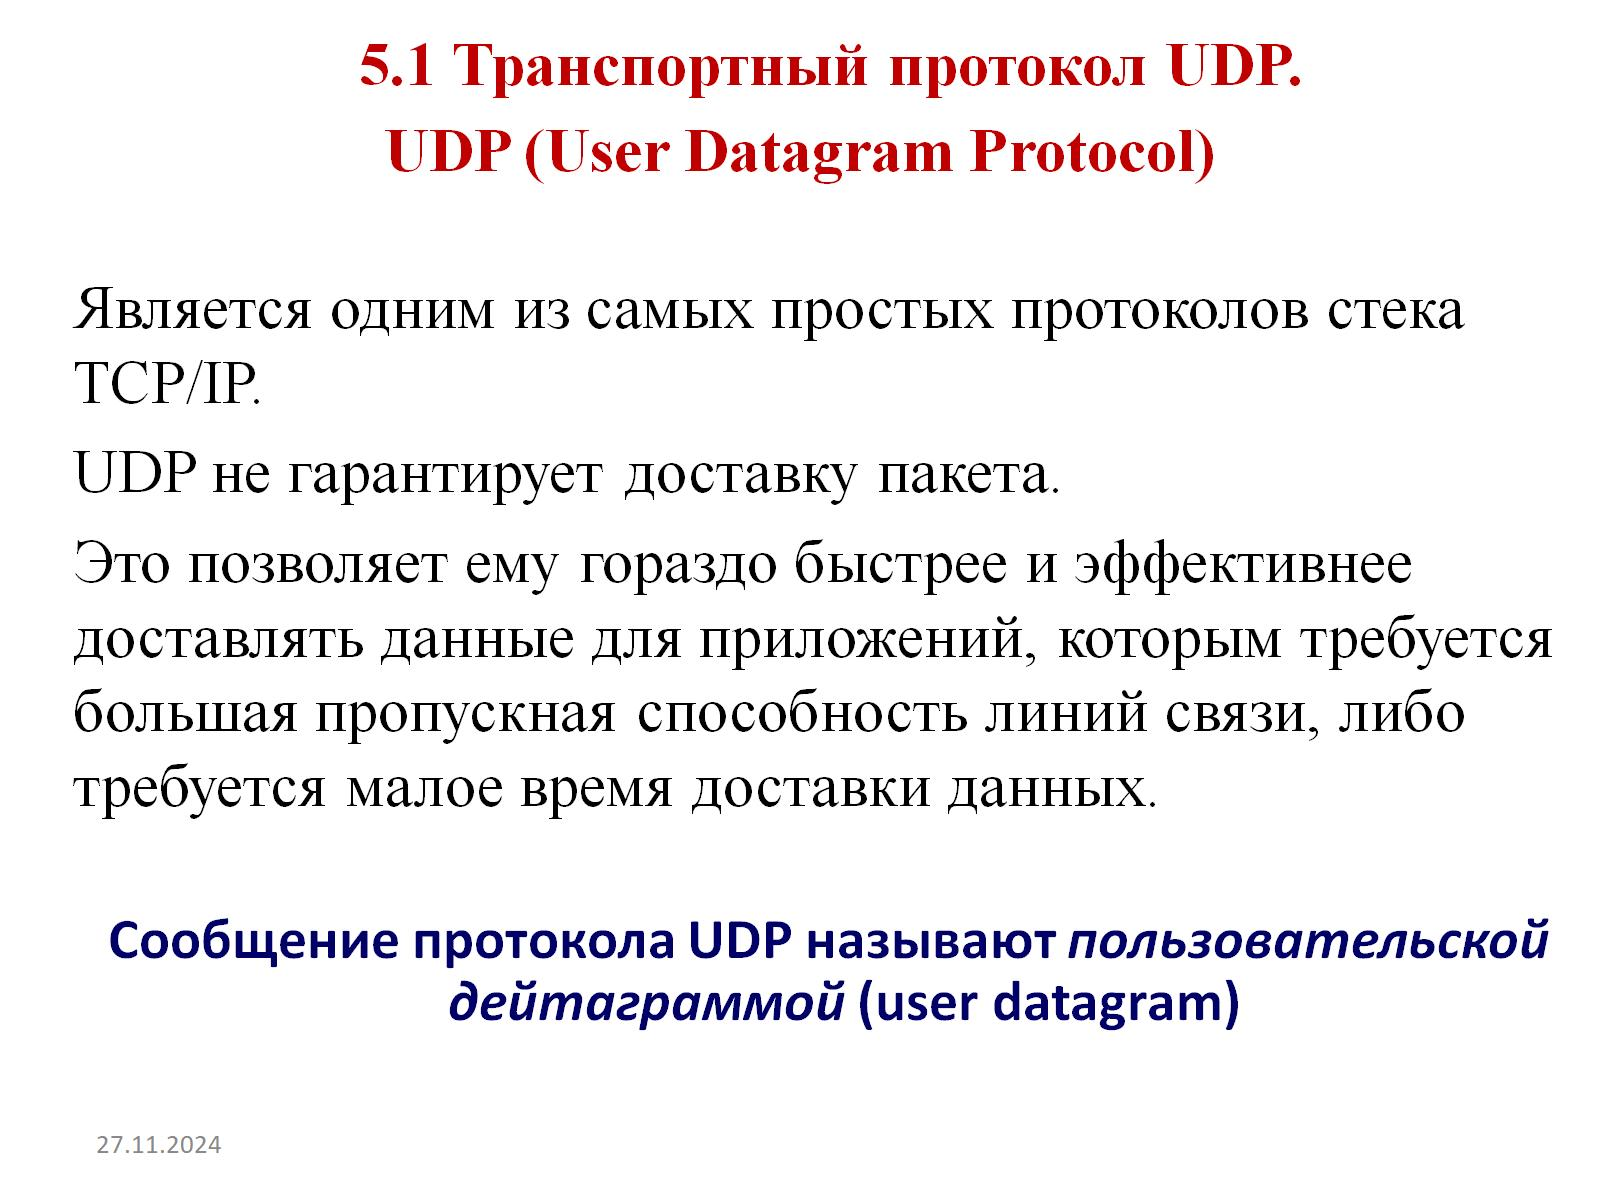 5.1 Транспортный протокол UDP.
UDP (User Datagram Protocol)
Является одним из самых простых протоколов стека
TCP/IP.
UDP не гарантирует доставку пакета.
Это позволяет ему гораздо быстрее и эффективнее
доставлять данные для приложений, которым требуется
большая пропускная способность линий связи, либо
требуется малое время доставки данных.
Сообщение протокола UDP называют пользовательской
дейтаграммой (user datagram)
27.11.2024